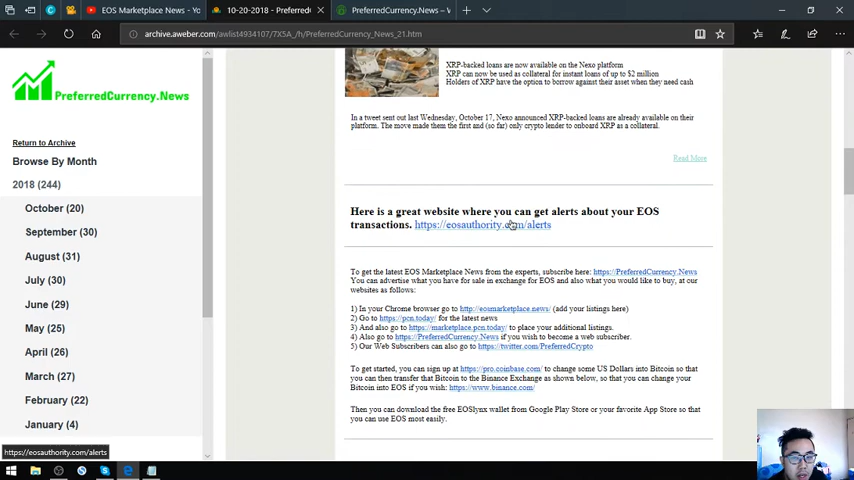 EOS Marketplace News - Yo
10-20-2018 - Preferred
PreferredCurrency.News – V
archive.aweber.com/awlist4934107/7X5A_/h/PreferredCurrency_News_21.htm
PreferredCurrency.News
Return to Archive
Browse By Month
2018 (244)
October (20)
September (30)
August (31)
July (30)
June (29)
May (25)
April (26)
March (27)
February (22)
January (4)
https://eosauthority.com/alerts
XRP-backed loans are now available on the Nexo platform
XRP can now be used as collateral for instant loans of up to $2 million
Holders of XRP have the option to borrow against their asset when they need cash
In a tweet sent out last Wednesday, October 17, Nexo announced XRP-backed loans are already available on their
platform. The move made them the first and (so far) only crypto lender to onboard XRP as a collateral.
Read More
Here is a great website where you can get alerts about your EOS
transactions. https://eosauthority.com/alerts
To get the latest EOS Marketplace News from the experts, subscribe here: https://PreferredCurrency.News
You can advertise what you have for sale in exchange for EOS and also what you would like to buy, at our
websites as follows:
1) In your Chrome browser go to http://eosmarketplace.news/ (add your listings here)
2) Go to https://pcn.today/ for the latest news
3) And also go to https://marketplace.pcn.today/ to place your additional listings.
4) Also go to https://PreferredCurrency.News if you wish to become a web subscriber.
5) Our Web Subscribers can also go to https://twitter.com/PreferredCrypto
To get started, you can sign up at https://pro.coinbase.com/ to change some US Dollars into Bitcoin so
that you can then transfer that Bitcoin to the Binance Exchange as shown below, so that you can change your
Bitcoin into EOS if you wish: https://www.binance.com/
Then you can download the free EOSlynx wallet from Google Play Store or your favorite App Store so that
you can use EOS most easily.